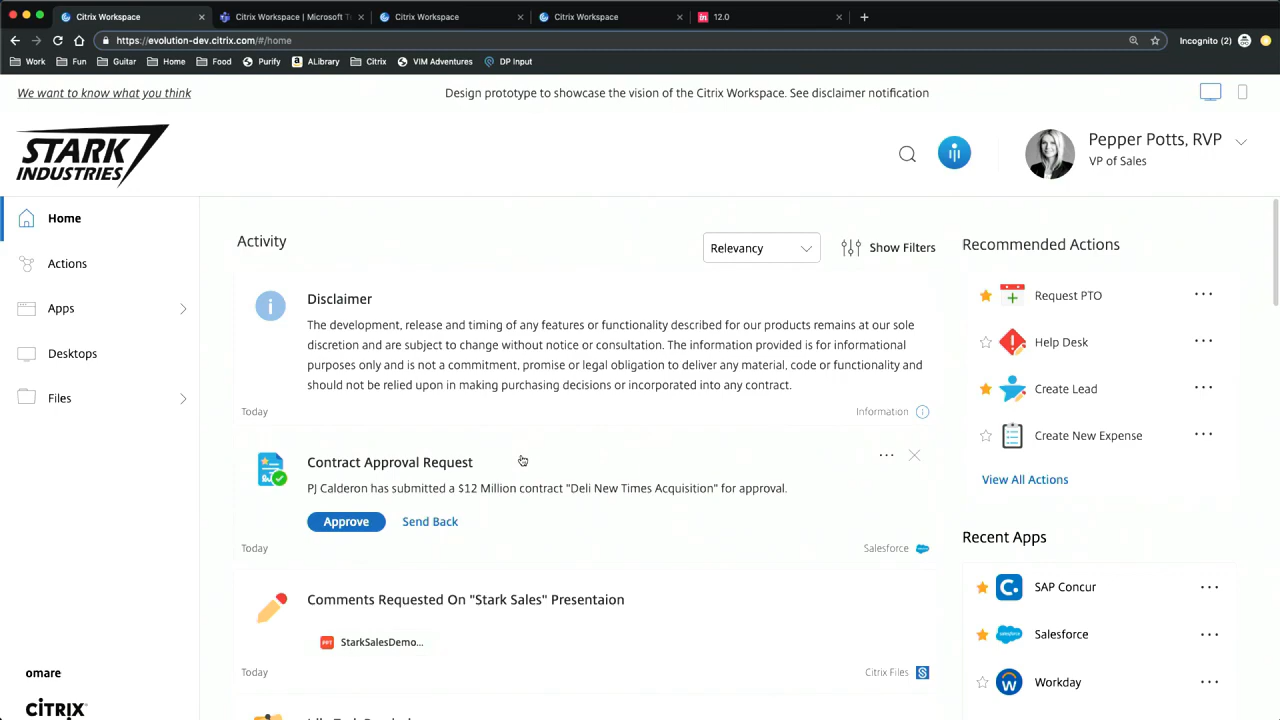 Citrix Workspace
Citrix Workspace | Microsoft T
Citrix Workspace
Citrix Workspace
in 12.0
https://evolution-dev.citrix.com/#/home
Incognito (2)
Work
Fun
Guitar
Home
Food
Purify
ALibrary
Citrix
VIM Adventures
DP Input
We want to know what you think
Design prototype to showcase the vision of the Citrix Workspace. See disclaimer notification
STARK
INDUSTRIES
Pepper Potts, RVP
VP of Sales
Home
Actions
Apps
Desktops
Files
omare
CITRIX
Activity
Relevancy
Show Filters
Disclaimer
The development, release and timing of any features or functionality described for our products remains at our sole
discretion and are subject to change without notice or consultation. The information provided is for informational
purposes only and is not a commitment, promise or legal obligation to deliver any material, code or functionality and
should not be relied upon in making purchasing decisions or incorporated into any contract.
Today
Information
Contract Approval Request
PJ Calderon has submitted a $12 Million contract "Deli New Times Acquisition" for approval.
Approve
Send Back
Today
Salesforce
Comments Requested On "Stark Sales" Presentaion
PPT StarkSalesDemo...
Today
Citrix Files
Recommended Actions
Request PTO
Help Desk
Create Lead
Create New Expense
View All Actions
Recent Apps
SAP Concur
Salesforce
Workday